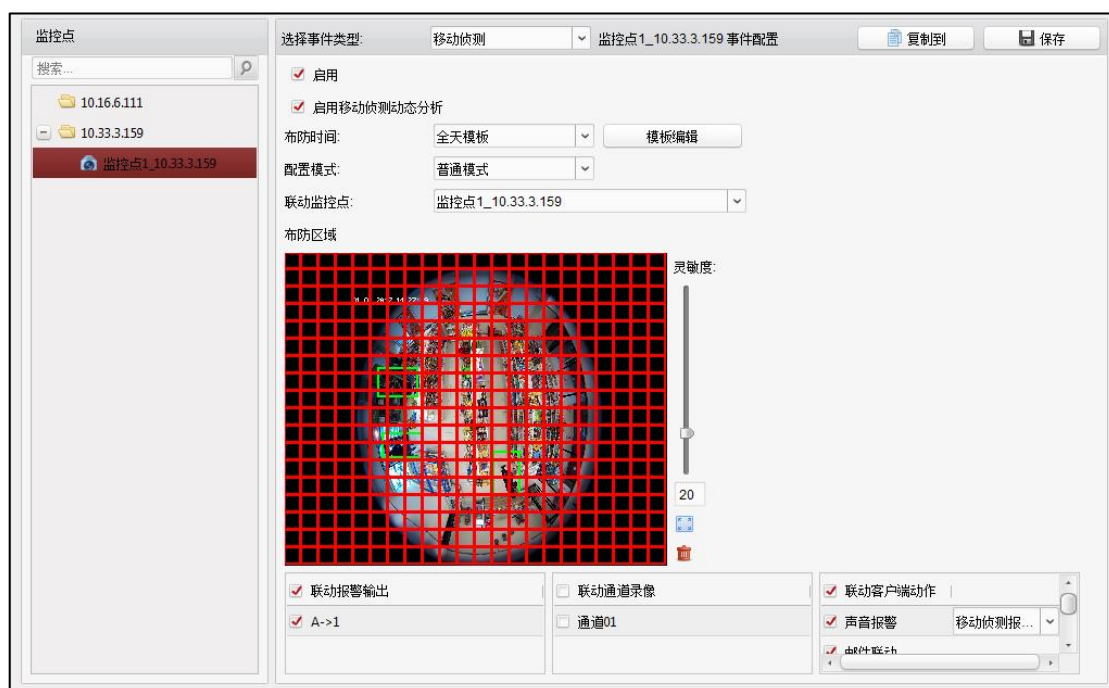 监控点
搜索...
10.16.6.111
10.33.3.159
监控点1_10.33.3.159
选择事件类型: 移动侦测 监控点1_10.33.3.159 事件配置 复制到 保存
启用
启用移动侦测动态分析
布防时间: 全天模板 模板编辑
配置模式: 普通模式
联动监控点: 监控点1_10.33.3.159
布防区域
灵敏度:
20
联动报警输出 联动通道录像 联动客户端动作
A->1 通道01 声音报警 移动侦测报...
邮件联动